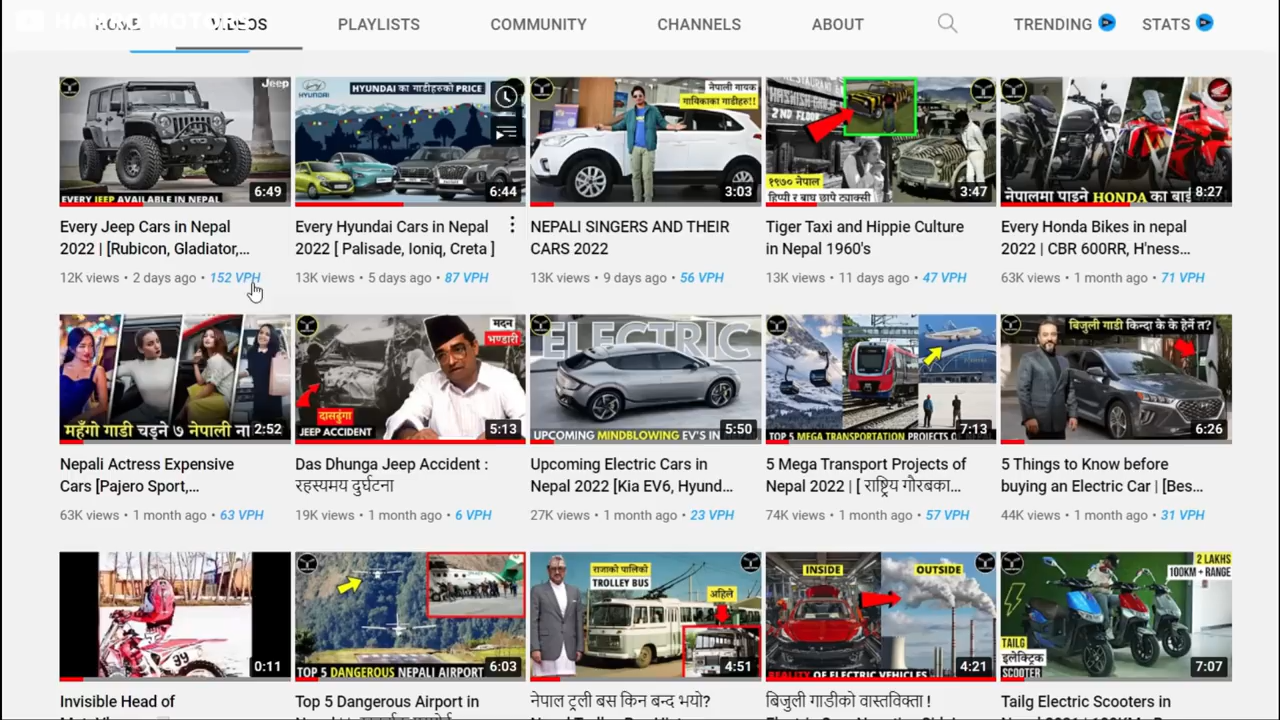 HOME
VIDEOS
PLAYLISTS
COMMUNITY
CHANNELS
ABOUT
TRENDING
STATS
Jeep
EVERY JEEP AVAILABLE IN NEPAL
6:49
HYUNDAI
HYUNDAI का गाडीहरुको PRICE
6:44
नेपाली गायक
गायिकाका गाडीहरु!!
3:03
2ND FLOOR
१९७० नेपाल
हिप्पी र बाघ छापे ट्याक्सी
3:47
HONDA
नेपालमा पाइने HONDA का
8:27
Every Jeep Cars in Nepal
2022 | [Rubicon, Gladiator,...
12K views • 2 days ago • 152 VPH
Every Hyundai Cars in Nepal
2022 [ Palisade, Ioniq, Creta ]
13K views • 5 days ago • 87 VPH
NEPALI SINGERS AND THEIR
CARS 2022
13K views • 9 days ago • 56 VPH
Tiger Taxi and Hippie Culture
in Nepal 1960's
13K views • 11 days ago • 47 VPH
Every Honda Bikes in nepal
2022 | CBR 600RR, H'ness...
63K views • 1 month ago • 71 VPH
महँगो गाडी चड्ने ७ नेपाली
2:52
मदन
भण्डारी
दासढुंगा
JEEP ACCIDENT
5:13
ELECTRIC
UPCOMING MINDBLOWING EV'S IN
5:50
TOP 5 MEGA TRANSPORTATION PROJECTS
7:13
बिजुली गाडी किन्दा के के हेर्ने त?
6:26
Nepali Actress Expensive
Cars [Pajero Sport,...
63K views • 1 month ago • 63 VPH
Das Dhunga Jeep Accident :
रहस्यमय दुर्घटना
19K views • 1 month ago • 6 VPH
Upcoming Electric Cars in
Nepal 2022 [Kia EV6, Hyund...
27K views • 1 month ago • 23 VPH
5 Mega Transport Projects of
Nepal 2022 | [ राष्ट्रिय गौरबका...
74K views • 1 month ago • 57 VPH
5 Things to Know before
buying an Electric Car | [Bes...
44K views • 1 month ago • 31 VPH
0:11
TOP 5 DANGEROUS NEPALI AIRPORT
6:03
राजाको पालिको
TROLLEY BUS
अहिले
4:51
INSIDE
OUTSIDE
REALITY OF ELECTRIC VEHICLES
4:21
2 LAKHS
100KM + RANGE
TAILG
इलेक्ट्रिक
SCOOTER
7:07
Invisible Head of
Top 5 Dangerous Airport in
नेपाल ट्रली बस किन बन्द भयो?
बिजुली गाडीको वास्तविक्ता !
Tailg Electric Scooters in